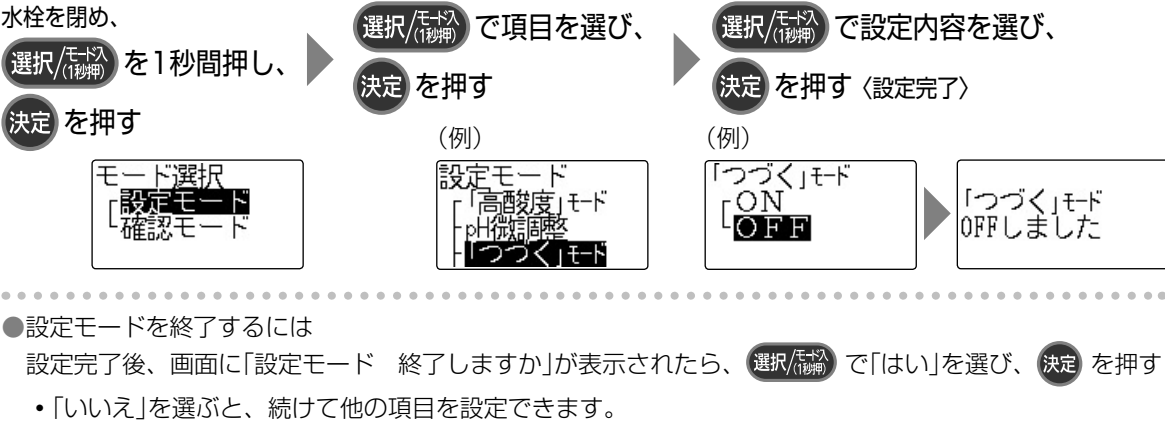 水栓を閉め、
選択/モード入(1秒押) を1秒間押し、
決定 を押す
モード選択
設定モード
確認モード
選択/モード入(1秒押) で項目を選び、
決定 を押す
(例)
設定モード
「高酸度」モード
pH微調整
「つづく」モード
選択/モード入(1秒押) で設定内容を選び、
決定 を押す〈設定完了〉
(例)
「つづく」モード
ON
OFF
「つづく」モード
OFFしました
●設定モードを終了するには
設定完了後、画面に「設定モード　終了しますか」が表示されたら、 選択/モード入(1秒押) で「はい」を選び、 決定 を押す
•「いいえ」を選ぶと、続けて他の項目を設定できます。